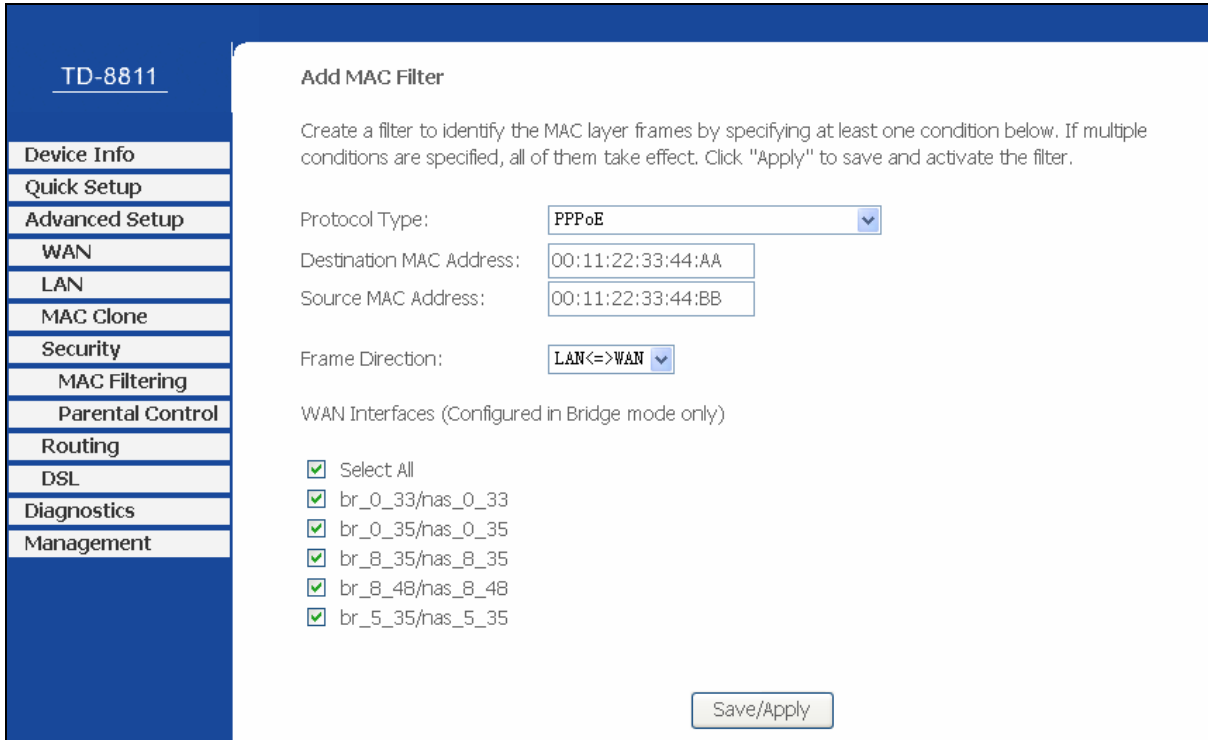 TD-8811
Device Info
Quick Setup
Advanced Setup
WAN
LAN
MAC Clone
Security
MAC Filtering
Parental Control
Routing
DSL
Diagnostics
Management
Add MAC Filter
Create a filter to identify the MAC layer frames by specifying at least one condition below. If multiple
conditions are specified, all of them take effect. Click "Apply" to save and activate the filter.
Protocol Type: PPPoE
Destination MAC Address: 00:11:22:33:44:AA
Source MAC Address: 00:11:22:33:44:BB
Frame Direction: LAN<=>WAN
WAN Interfaces (Configured in Bridge mode only)
Select All
br_0_33/nas_0_33
br_0_35/nas_0_35
br_8_35/nas_8_35
br_8_48/nas_8_48
br_5_35/nas_5_35
Save/Apply